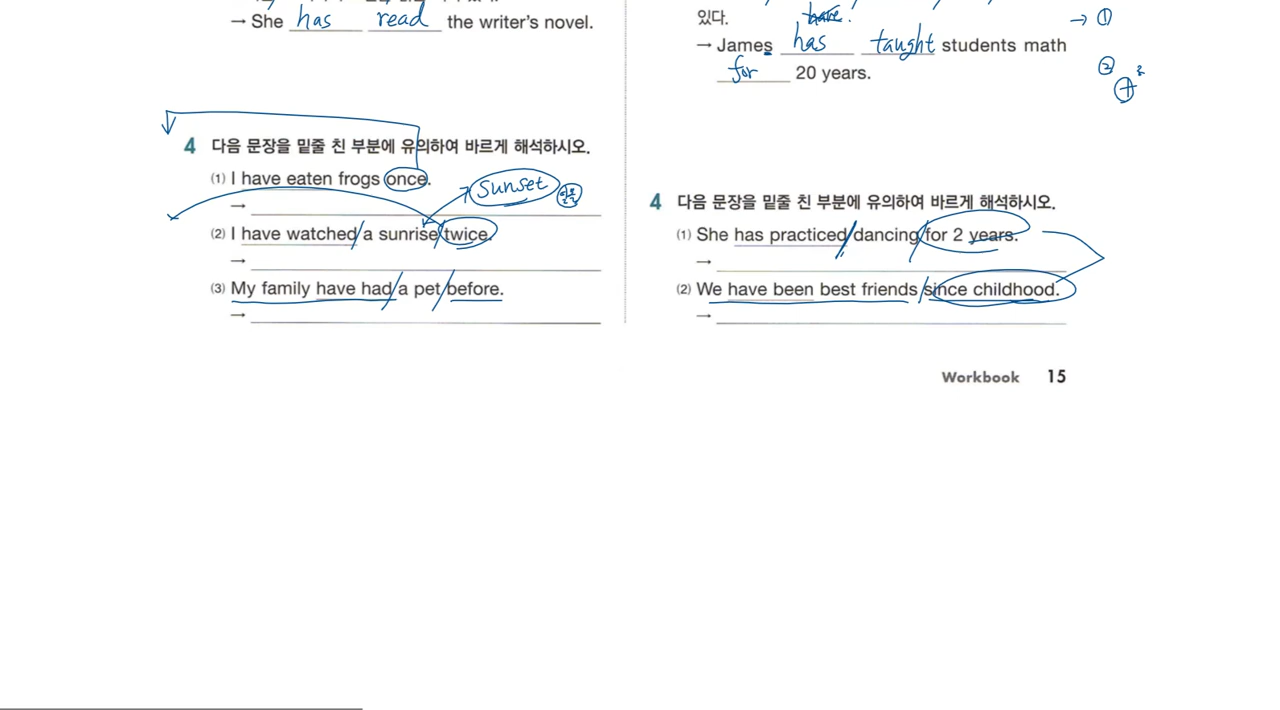 → She has read the writer's novel.
4 다음 문장을 밑줄 친 부분에 유의하여 바르게 해석하시오.
(1) I have eaten frogs once.
→
sunset 일몰
(2) I have watched / a sunrise / twice.
→
(3) My family have had / a pet / before.
→
있다. have.
→ James has taught students math
for 20 years.
→ ①
②
4 다음 문장을 밑줄 친 부분에 유의하여 바르게 해석하시오.
(1) She has practiced / dancing / for 2 years.
→
(2) We have been best friends / since childhood.
→
Workbook 15